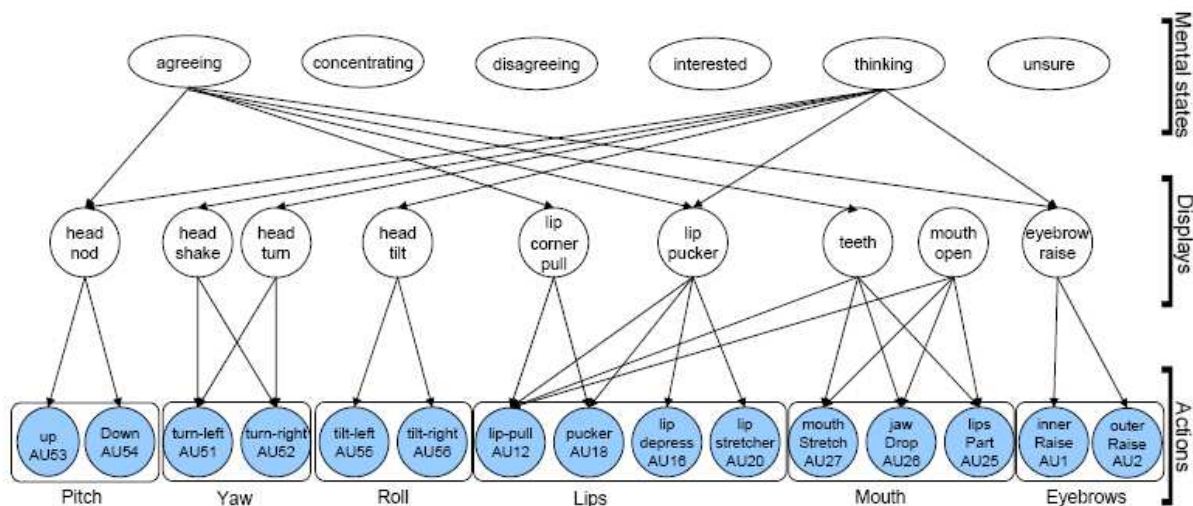 Mental states
agreeing
concentrating
disagreeing
interested
thinking
unsure
Displays
head
nod
head
shake
head
turn
head
tilt
lip
corner
pull
lip
pucker
teeth
mouth
open
eyebrow
raise
Actions
up
AU53
Down
AU54
turn-left
AU51
turn-right
AU52
tilt-left
AU55
tilt-right
AU56
lip-pull
AU12
pucker
AU18
lip
depress
AU16
lip
stretcher
AU20
mouth
Stretch
AU27
jaw
Drop
AU26
lips
Part
AU25
inner
Raise
AU1
outer
Raise
AU2
Pitch
Yaw
Roll
Lips
Mouth
Eyebrows